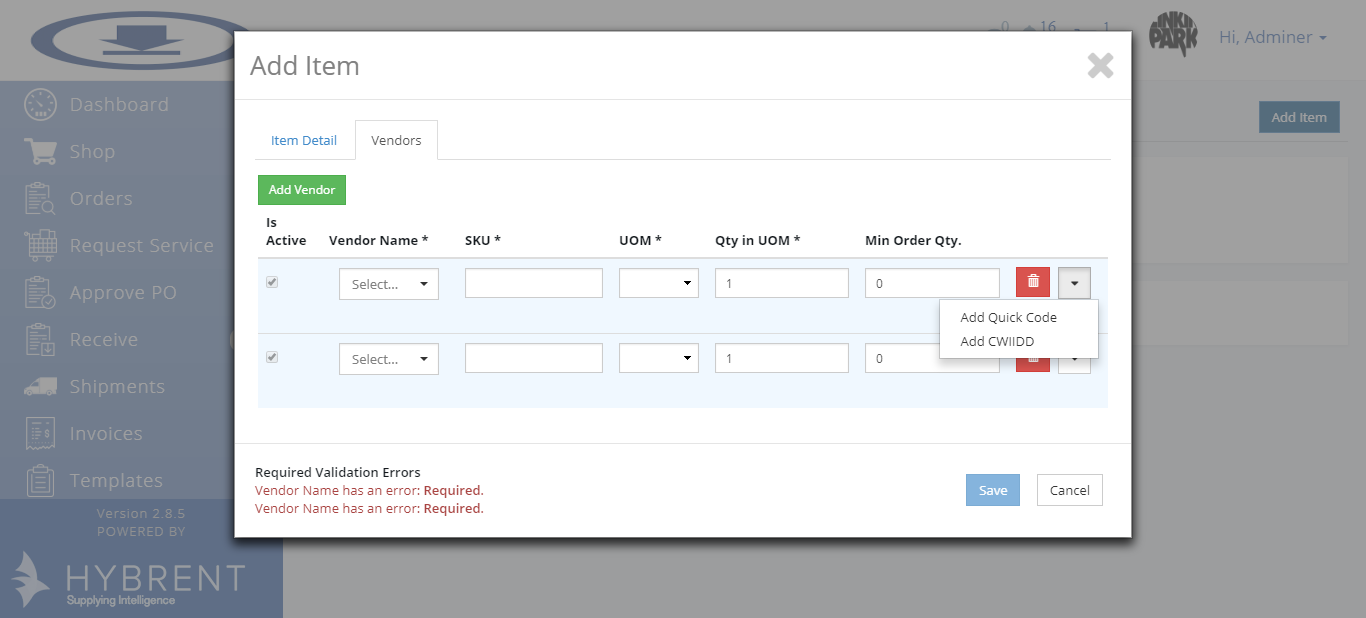 0 16 1
INKIN
PARK
Hi, Adminer
Add Item
Dashboard
Shop
Orders
Request Service
Approve PO
Receive
Shipments
Invoices
Templates
Version 2.8.5
POWERED BY
HYBRENT
Supplying Intelligence
Add Item
Item Detail Vendors
Add Vendor
Is
Active Vendor Name * SKU * UOM * Qty in UOM * Min Order Qty.
Select... 1 0
Add Quick Code
Add CWIIDD
Select... 1 0
Required Validation Errors
Vendor Name has an error: Required.
Vendor Name has an error: Required.
Save Cancel